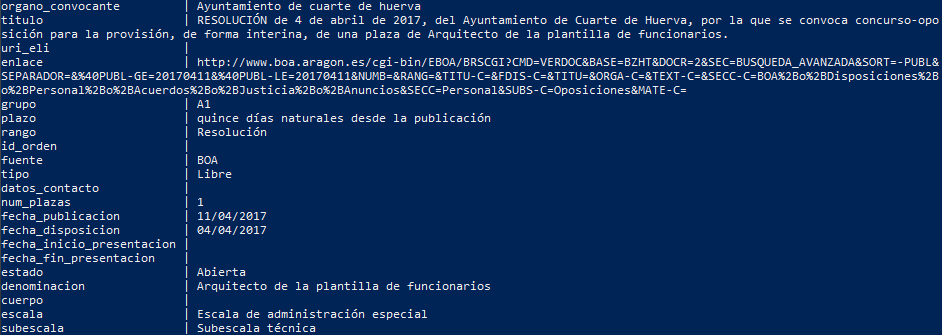 organo_convocante | Ayuntamiento de cuarte de huerva
titulo | RESOLUCIÓN de 4 de abril de 2017, del Ayuntamiento de Cuarte de Huerva, por la que se convoca concurso-opo
sición para la provisión, de forma interina, de una plaza de Arquitecto de la plantilla de funcionarios.
uri_eli |
enlace | http://www.boa.aragon.es/cgi-bin/EBOA/BRSCGI?CMD=VERDOC&BASE=BZHT&DOCR=2&SEC=BUSQUEDA_AVANZADA&SORT=-PUBL&
SEPARADOR=&%40PUBL-GE=20170411&%40PUBL-LE=20170411&NUMB=&RANG=&TITU-C=&FDIS-C=&TITU=&ORGA-C=&TEXT-C=&SECC-C=BOA%2Bo%2BDisposiciones%2B
o%2BPersonal%2Bo%2BAcuerdos%2Bo%2BJusticia%2Bo%2BAnuncios&SECC=Personal&SUBS-C=Oposiciones&MATE-C=
grupo | A1
plazo | quince días naturales desde la publicación
rango | Resolución
id_orden |
fuente | BOA
tipo | Libre
datos_contacto |
num_plazas | 1
fecha_publicacion | 11/04/2017
fecha_disposicion | 04/04/2017
fecha_inicio_presentacion |
fecha_fin_presentacion |
estado | Abierta
denominacion | Arquitecto de la plantilla de funcionarios
cuerpo |
escala | Escala de administración especial
subescala | Subescala técnica